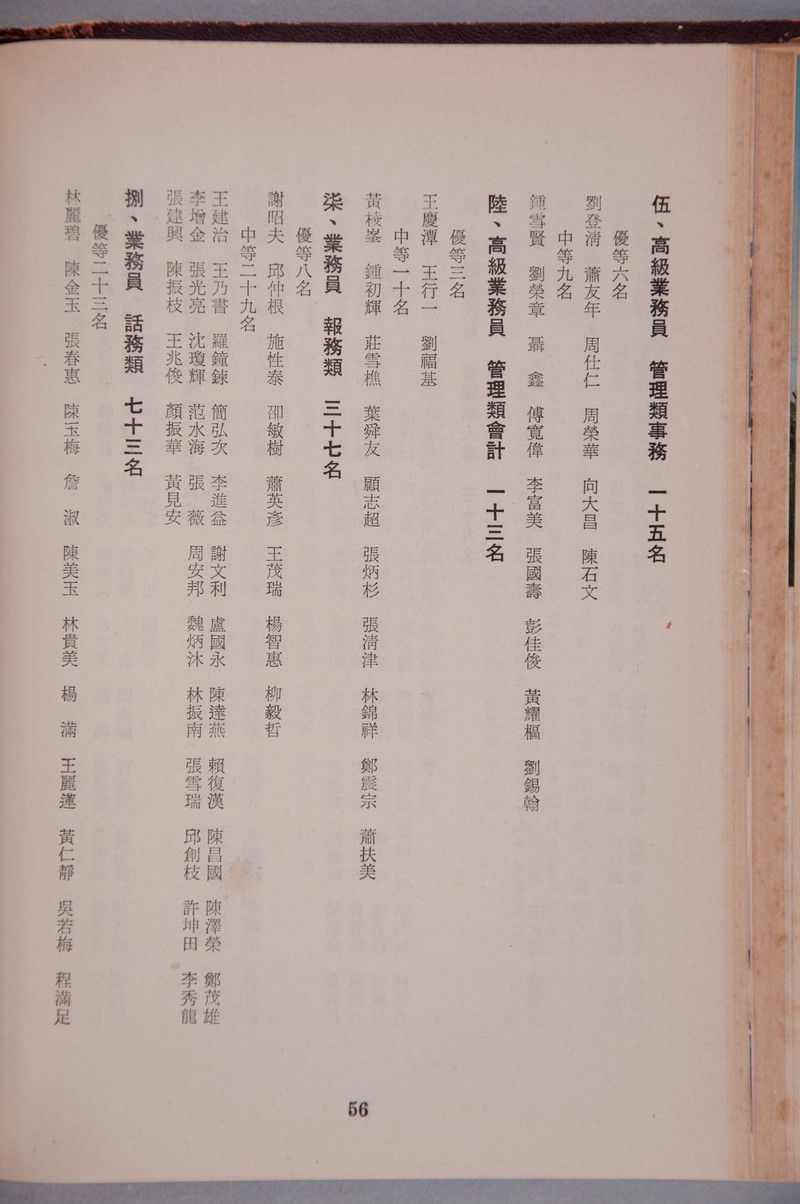 伍、高級業務員　管理類事務　一十五名
優等六名
劉登清　蕭友年　周仕仁　周榮華　向大昌　陳石文
中等九名
鍾雪賢　劉榮章　聶　鑫　傅寬偉　李富美　張國壽　彭佳俊　黃耀樞　劉錫翰
陸、高級業務員　管理類會計　一十三名
優等三名
王慶潭　王行一　劉福基
中等一十名
黃棱峯　鍾初輝　莊雪樵　葉舜友　顧志超　張炳杉　張清津　林錦祥　鄭震宗　蕭扶美
柒、業務員　報務類　三十七名
優等八名
謝昭夫　邱仲根　施性泰　邵敏樹　蕭英彥　王茂瑞　楊智惠　柳毅哲
中等二十九名
王建治　王乃書　羅鐘鍊　簡弘次　李進益　謝文利　盧國永　陳達燕　賴復漢　陳昌國　陳澤榮　鄭茂雄
李增金　張光亮　沈瓊輝　范水海　張　薇　周安邦　魏炳沐　林振南　張雪瑞　邱創枝　許坤田　李秀龍
張建興　陳振枝　王兆俊　顏振華　黃見安
捌、業務員　話務類　七十三名
優等二十三名
林麗碧　陳金玉　張春惠　陳玉梅　詹　淑　陳美玉　林貴美　楊　滿　王麗蓮　黃仁靜　吳若梅　程滿足
56